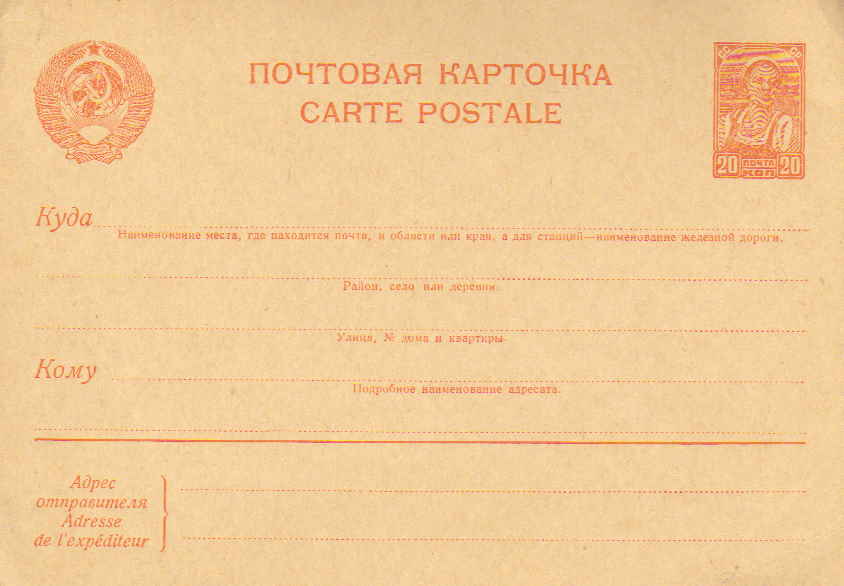 ПОЧТОВАЯ КАРТОЧКА
CARTE POSTALE
СС СР
20 ПОЧТА КОП 20
Куда
Наименование места, где находится почта, и области или края, а для станций—наименование железной дороги.
Район, село или деревня.
Улица, № дома и квартиры.
Кому
Подробное наименование адресата.
Адрес
отправителя
Adresse
de l'expéditeur